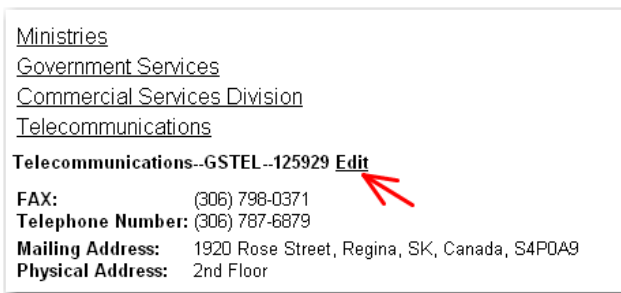 Ministries
Government Services
Commercial Services Division
Telecommunications
Telecommunications--GSTEL--125929 Edit
FAX: (306) 798-0371
Telephone Number: (306) 787-6879
Mailing Address: 1920 Rose Street, Regina, SK, Canada, S4P0A9
Physical Address: 2nd Floor